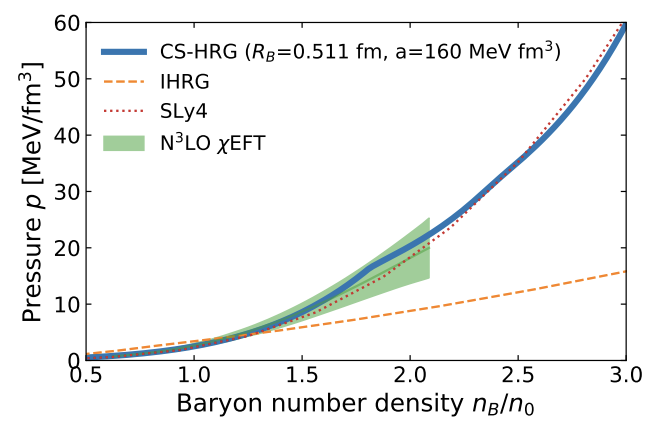 60
50
40
30
20
10
0
Pressure p [MeV/fm³]
CS-HRG (R_B=0.511 fm, a=160 MeV fm³)
IHRG
SLy4
N³LO χEFT
0.5 1.0 1.5 2.0 2.5 3.0
Baryon number density n_B/n_0